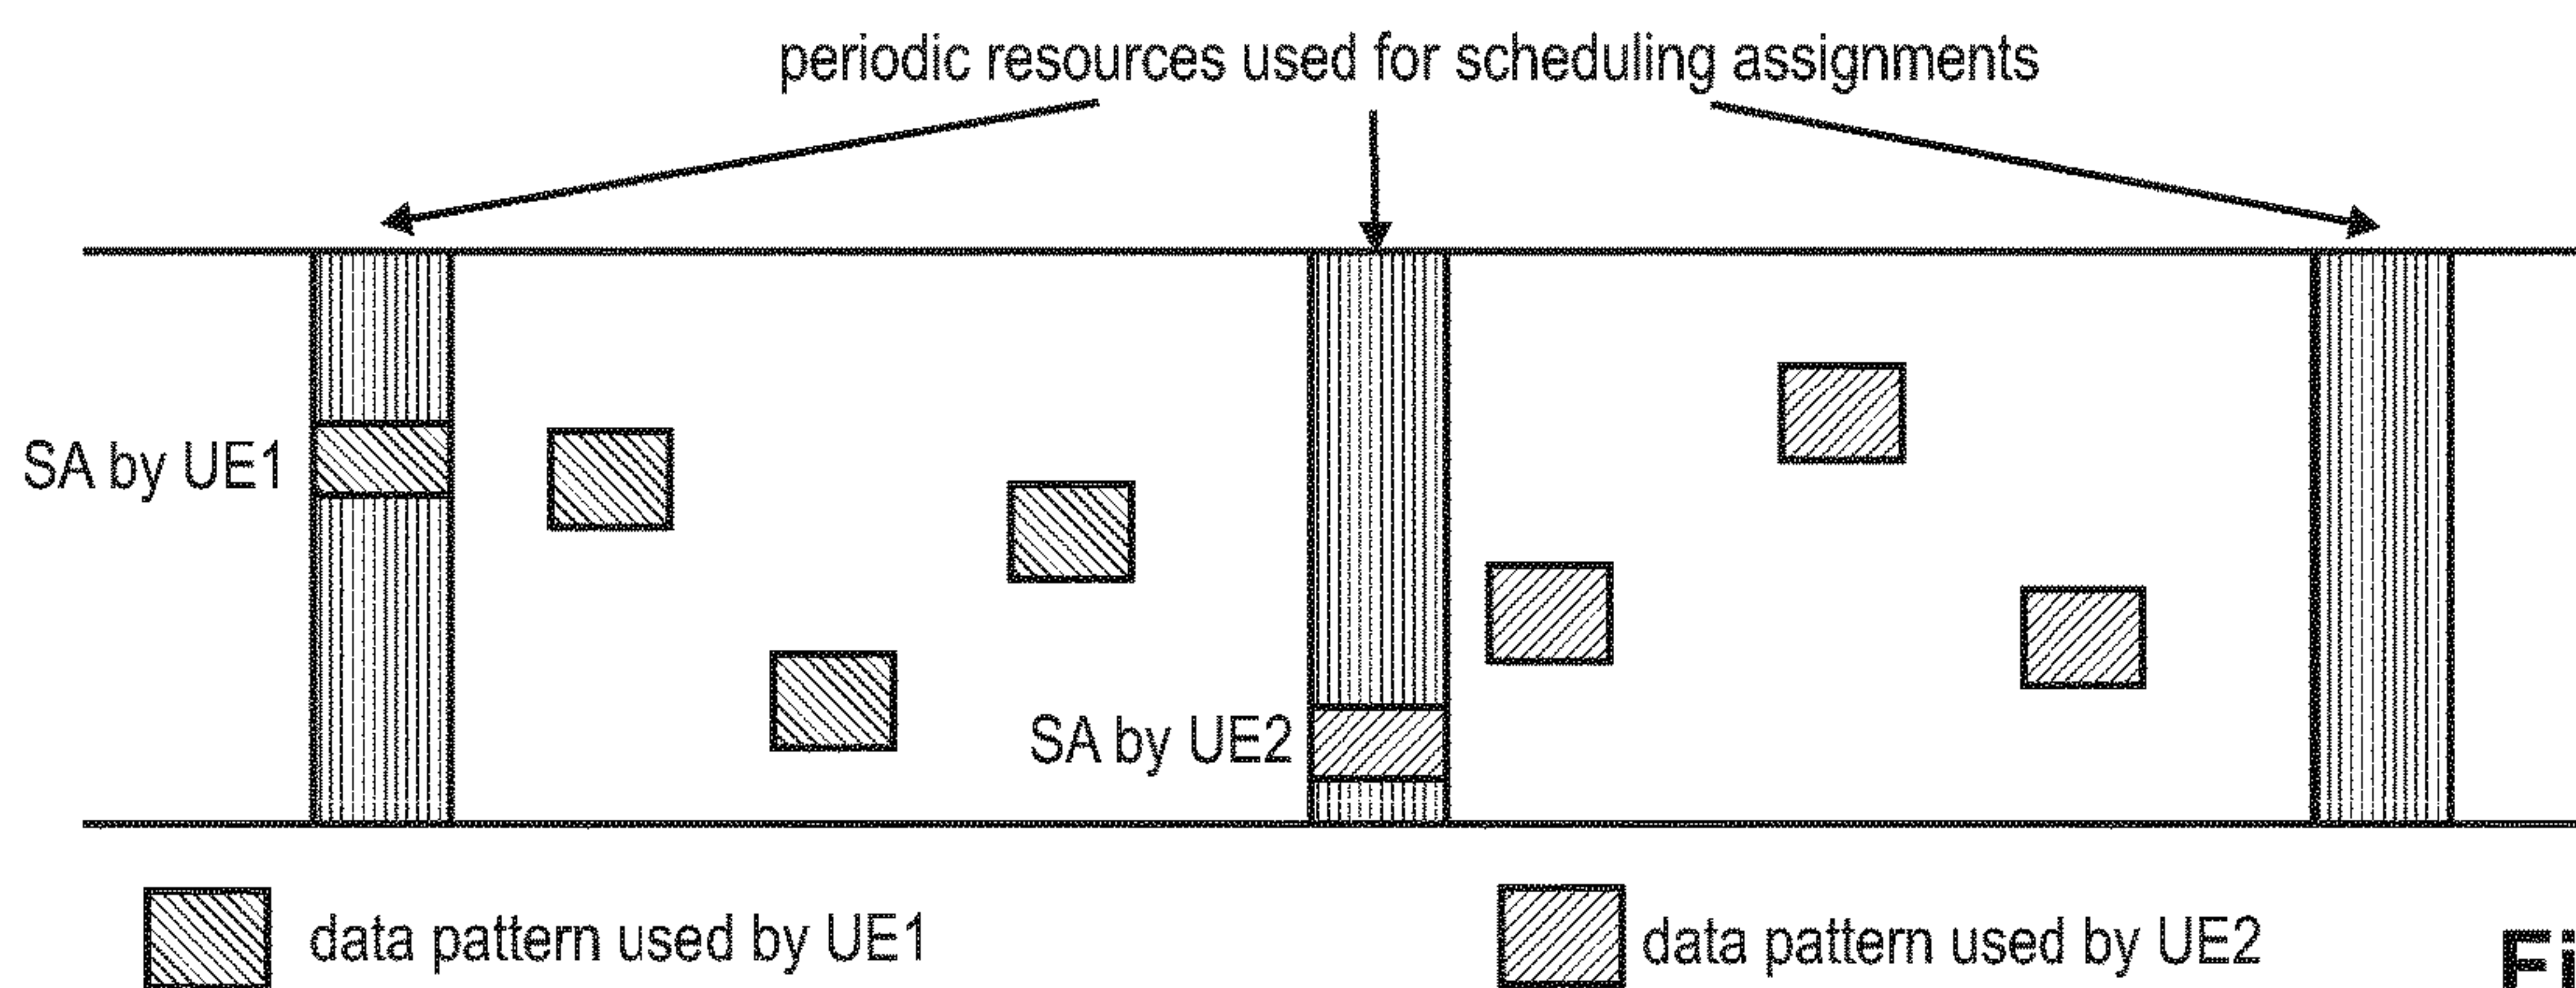 periodic resources used for scheduling assignments
SA by UE1
SA by UE2
data pattern used by UE1
data pattern used by UE2